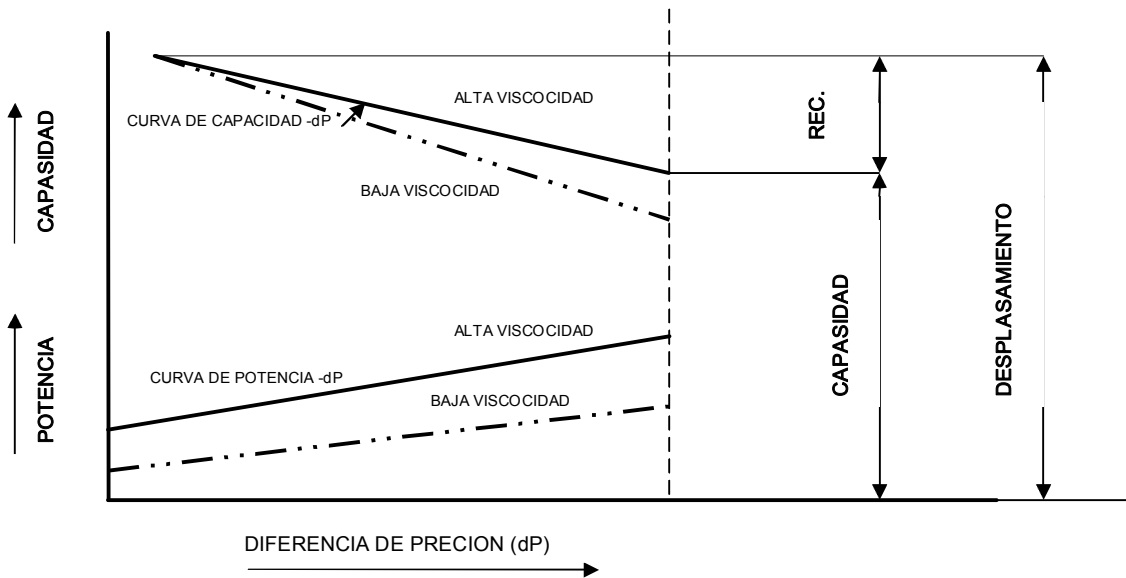 ALTA VISCOCIDAD
CURVA DE CAPACIDAD -dP
BAJA VISCOCIDAD
CAPASIDAD
REC.
ALTA VISCOCIDAD
CURVA DE POTENCIA -dP
BAJA VISCOCIDAD
POTENCIA
CAPASIDAD
DESPLASAMIENTO
DIFERENCIA DE PRECION (dP)